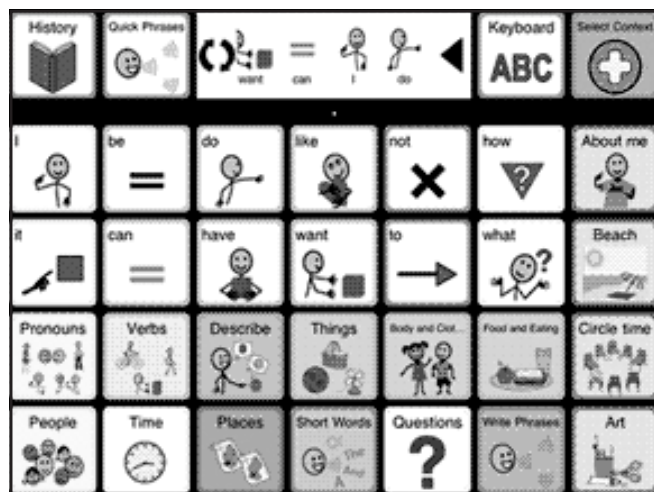 History
Quick Phrases
want can I do
Keyboard
ABC
Select Context
I be do like not how About me
it can have want to what Beach
Pronouns Verbs Describe Things Body and Clot... Food and Eating Circle time
People Time Places Short Words Questions Write Phrases Art
The
A